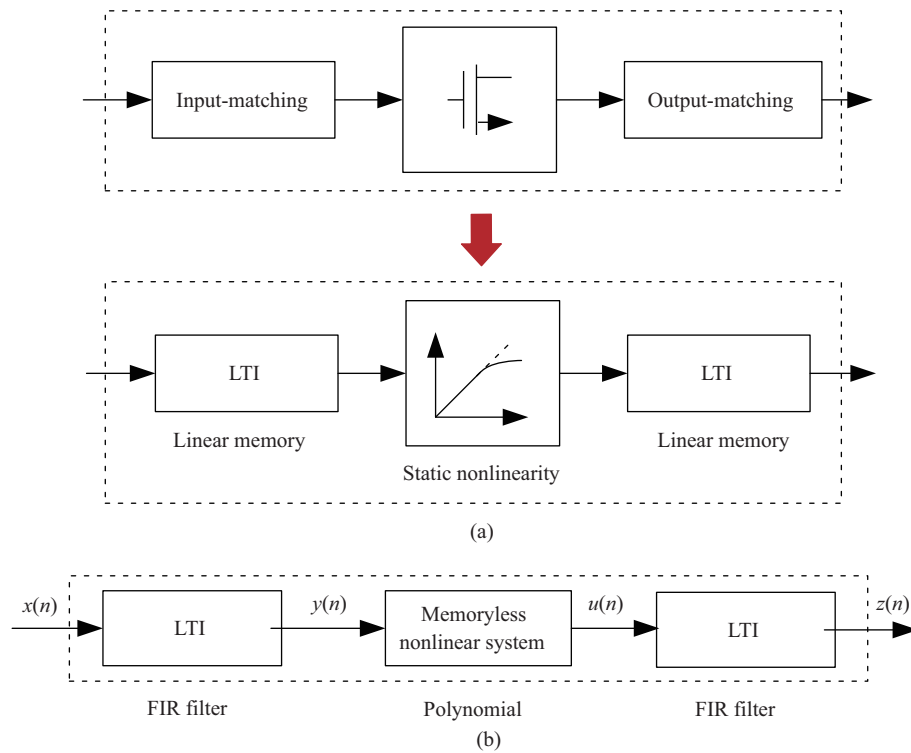 Input-matching
Output-matching
LTI
LTI
Linear memory
Linear memory
Static nonlinearity
(a)
x(n)
LTI
y(n)
Memoryless
nonlinear system
u(n)
LTI
z(n)
FIR filter
Polynomial
FIR filter
(b)